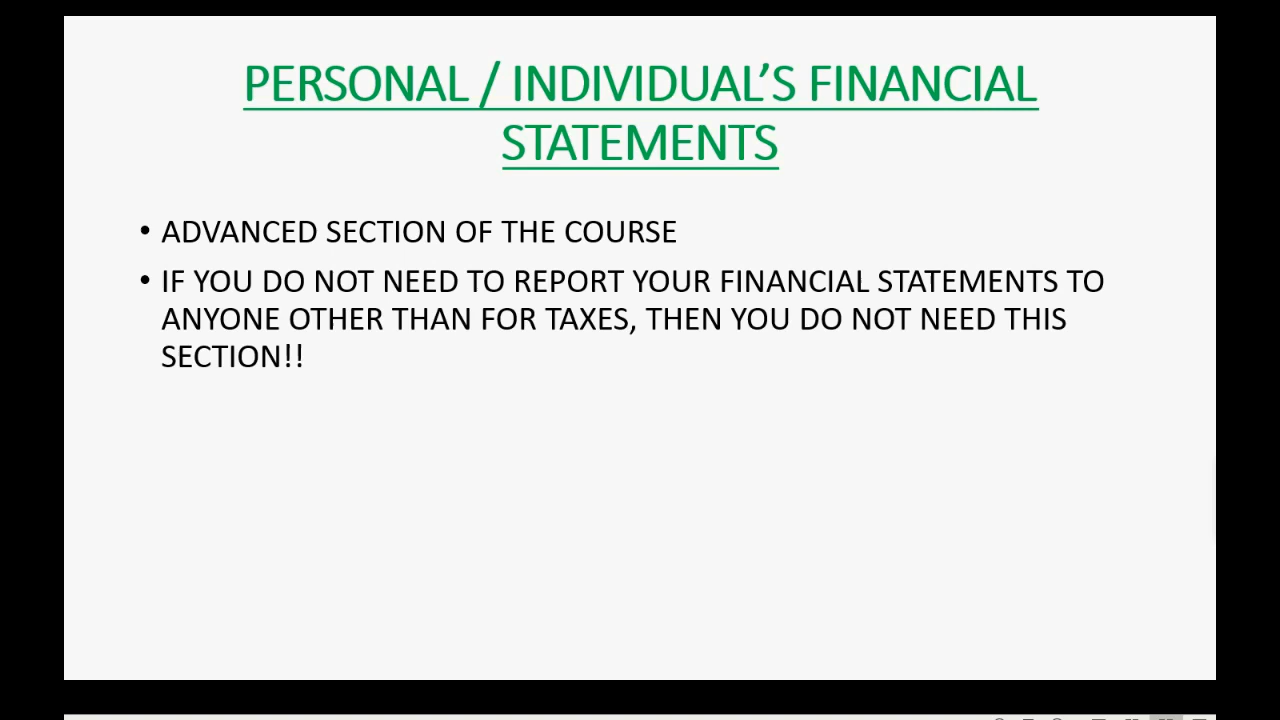 PERSONAL / INDIVIDUAL’S FINANCIAL
STATEMENTS
• ADVANCED SECTION OF THE COURSE
• IF YOU DO NOT NEED TO REPORT YOUR FINANCIAL STATEMENTS TO
ANYONE OTHER THAN FOR TAXES, THEN YOU DO NOT NEED THIS
SECTION!!